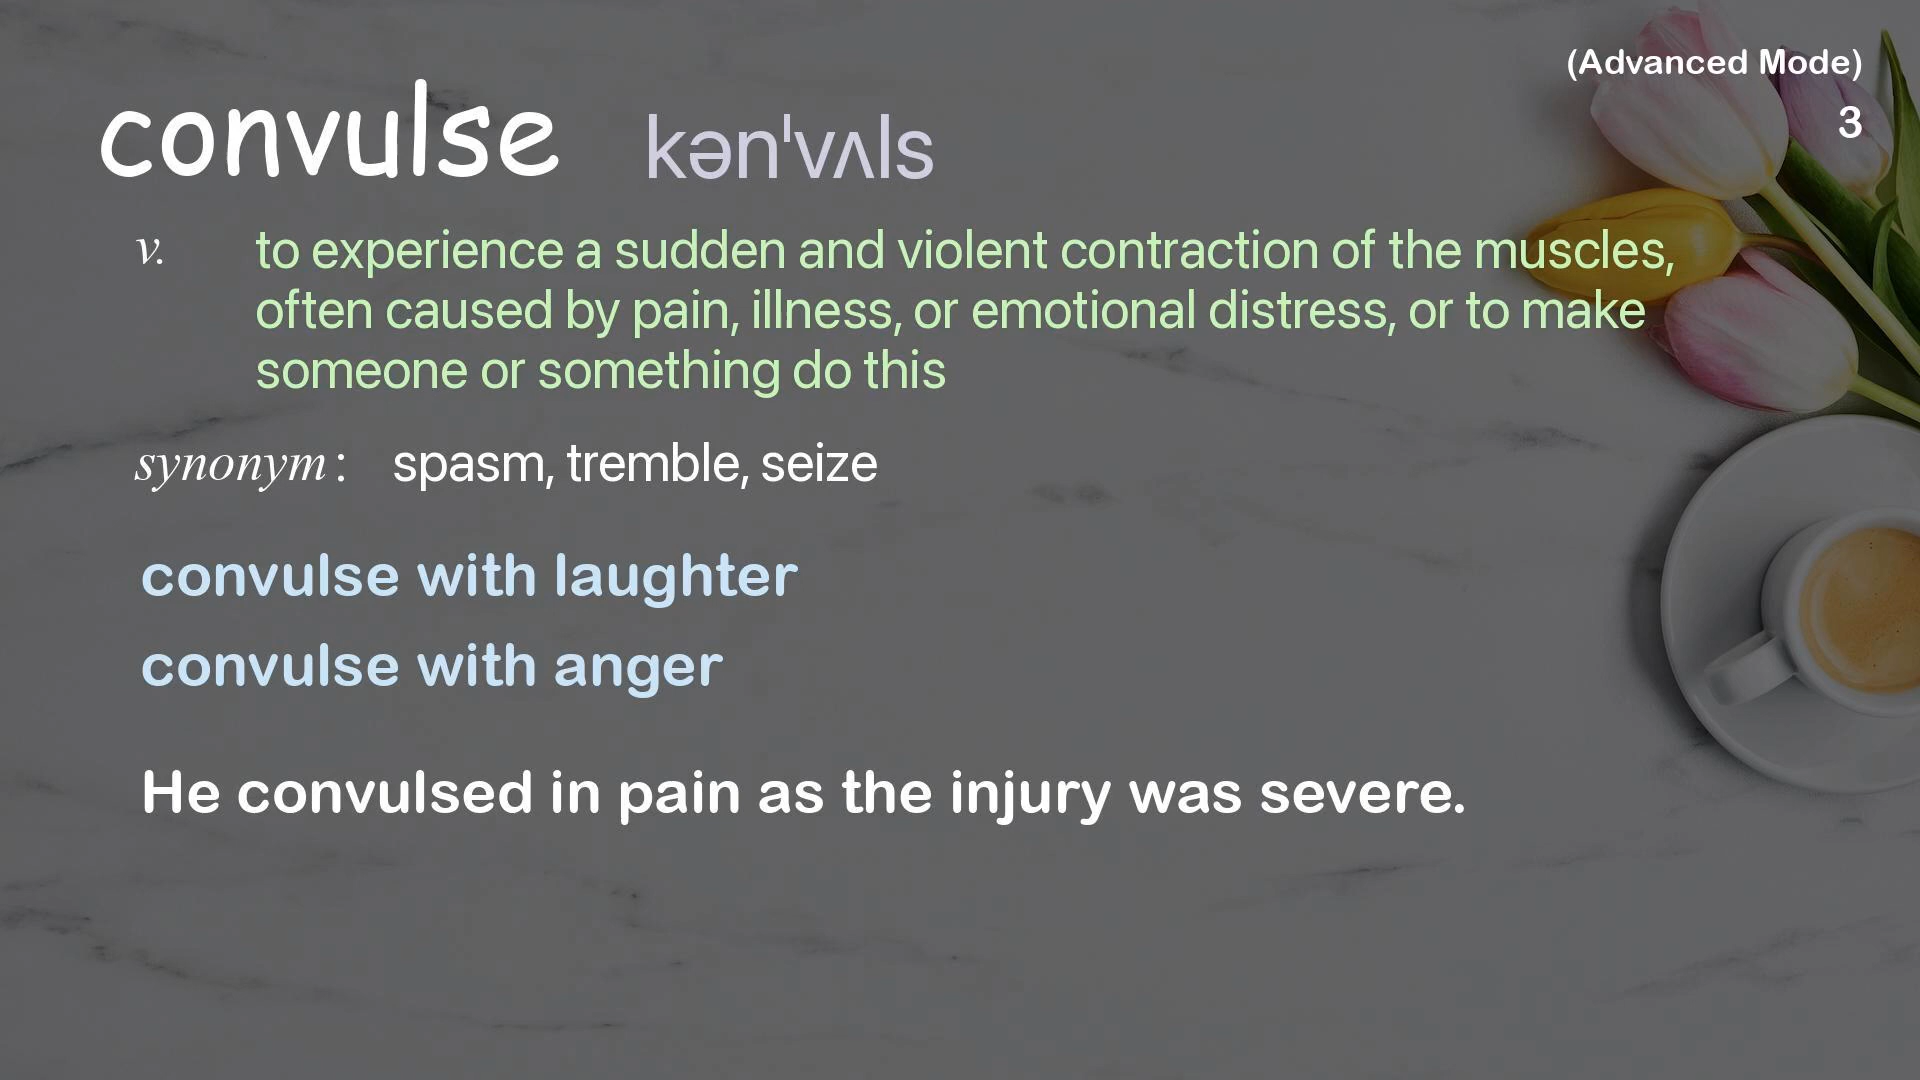 (Advanced Mode)
3
convulse kən'vʌls
v. to experience a sudden and violent contraction of the muscles,
often caused by pain, illness, or emotional distress, or to make
someone or something do this
synonym: spasm, tremble, seize
convulse with laughter
convulse with anger
He convulsed in pain as the injury was severe.